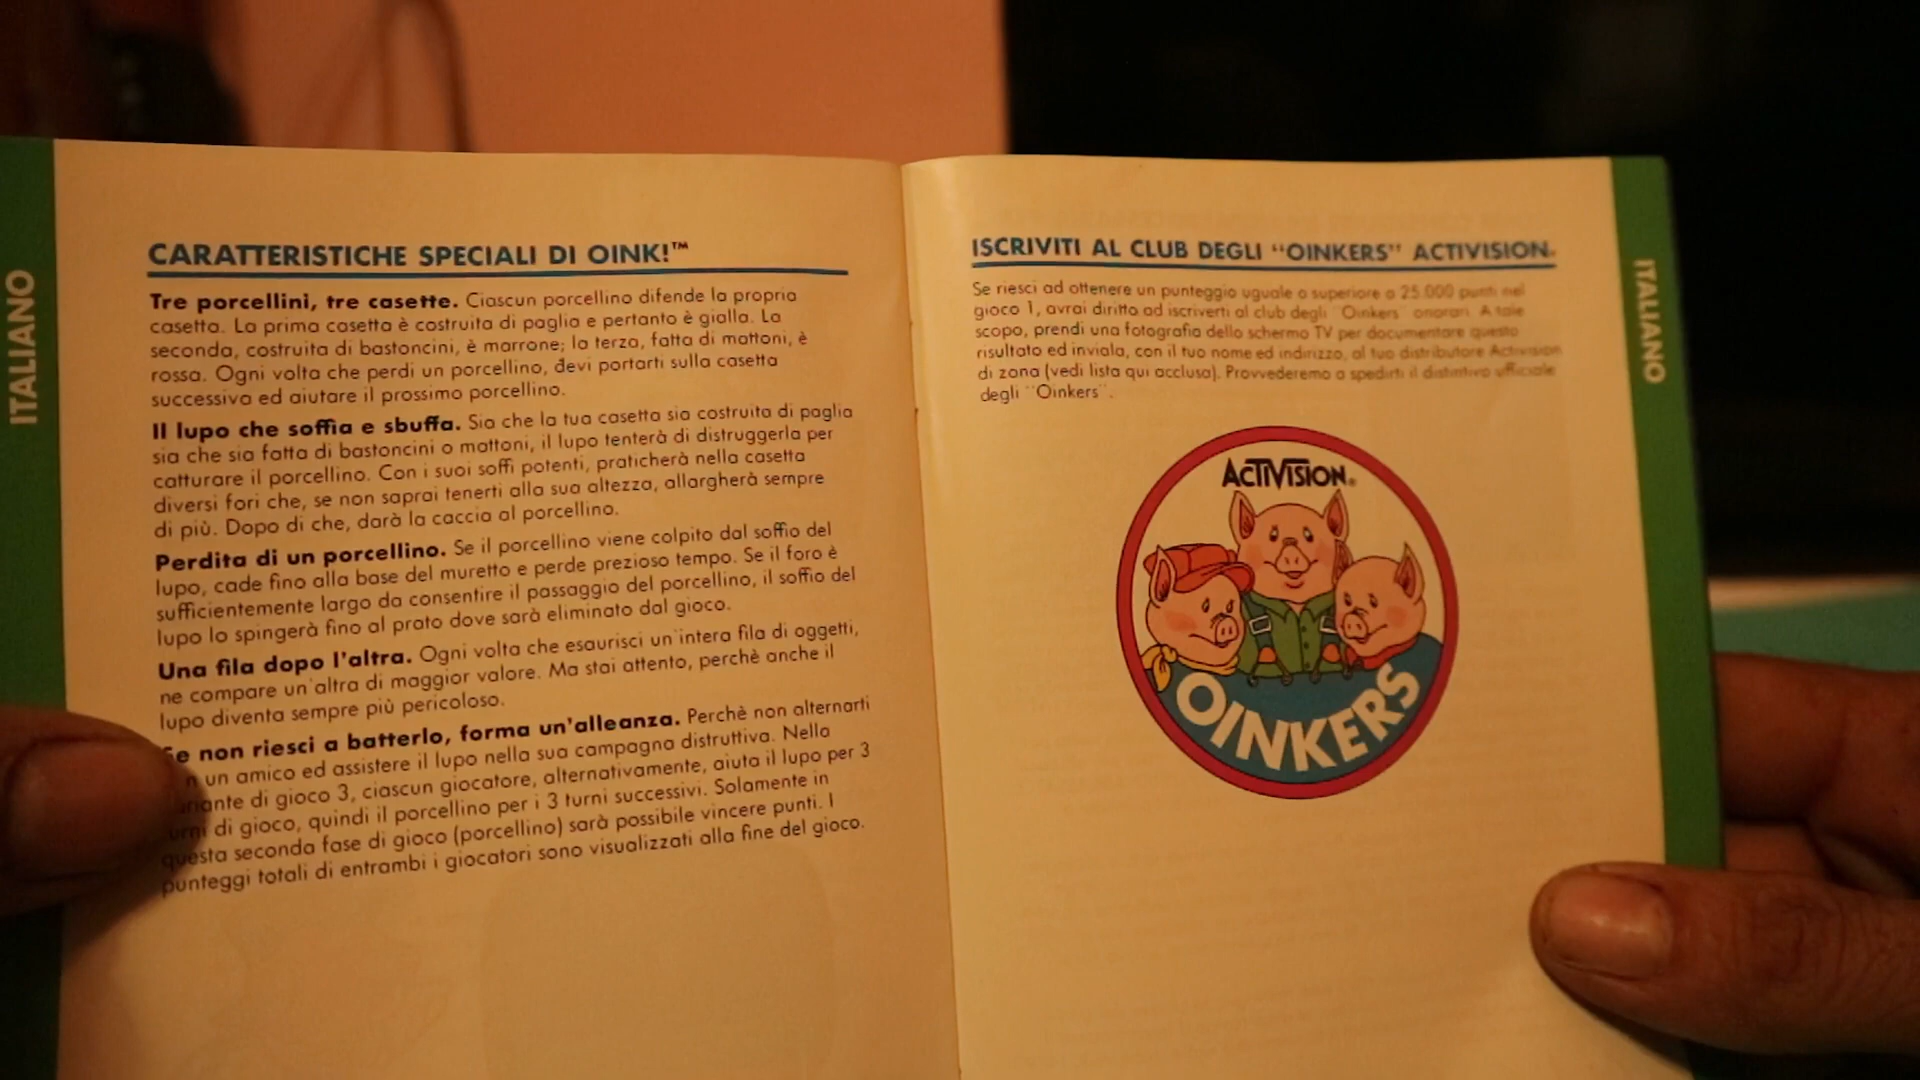 ITALIANO
CARATTERISTICHE SPECIALI DI OINK!™
Tre porcellini, tre casette. Ciascun porcellino difende la propria
casetta. La prima casetta è costruita di paglia e pertanto è gialla. La
seconda, costruita di bastoncini, è marrone; la terza, fatta di mattoni, è
rossa. Ogni volta che perdi un porcellino, devi portarti sulla casetta
successiva ed aiutare il prossimo porcellino.
Il lupo che soffia e sbuffa. Sia che la tua casetta sia costruita di paglia
sia che sia fatta di bastoncini o mattoni, il lupo tenterà di distruggerla per
catturare il porcellino. Con i suoi soffi potenti, praticherà nella casetta
diversi fori che, se non saprai tenerti alla sua altezza, allargherà sempre
di più. Dopo di che, darà la caccia al porcellino.
Perdita di un porcellino. Se il porcellino viene colpito dal soffio del
lupo, cade fino alla base del muretto e perde prezioso tempo. Se il foro è
sufficientemente largo da consentire il passaggio del porcellino, il soffio del
lupo lo spingerà fino al prato dove sarà eliminato dal gioco.
Una fila dopo l'altra. Ogni volta che esaurisci un'intera fila di oggetti,
ne compare un'altra di maggior valore. Ma stai attento, perchè anche il
lupo diventa sempre più pericoloso.
Se non riesci a batterlo, forma un'alleanza. Perchè non alternarti
un amico ed assistere il lupo nella sua campagna distruttiva. Nella
variante di gioco 3, ciascun giocatore, alternativamente, aiuta il lupo per 3
turni di gioco, quindi il porcellino per i 3 turni successivi. Solamente in
questa seconda fase di gioco (porcellino) sarà possibile vincere punti. I
punteggi totali di entrambi i giocatori sono visualizzati alla fine del gioco.
ISCRIVITI AL CLUB DEGLI “OINKERS” ACTIVISION®
Se riesci ad ottenere un punteggio uguale o superiore a 25.000 punti nel
gioco 1, avrai diritto ad iscriverti al club degli “Oinkers” onorari. A tale
scopo, prendi una fotografia dello schermo TV per documentare questo
risultato ed inviala, con il tuo nome ed indirizzo, al tuo distributore Activision
di zona (vedi lista qui acclusa). Provvederemo a spedirti il distintivo ufficiale
degli “Oinkers”.
ACTIVISION®
OINKERS
ITALIANO